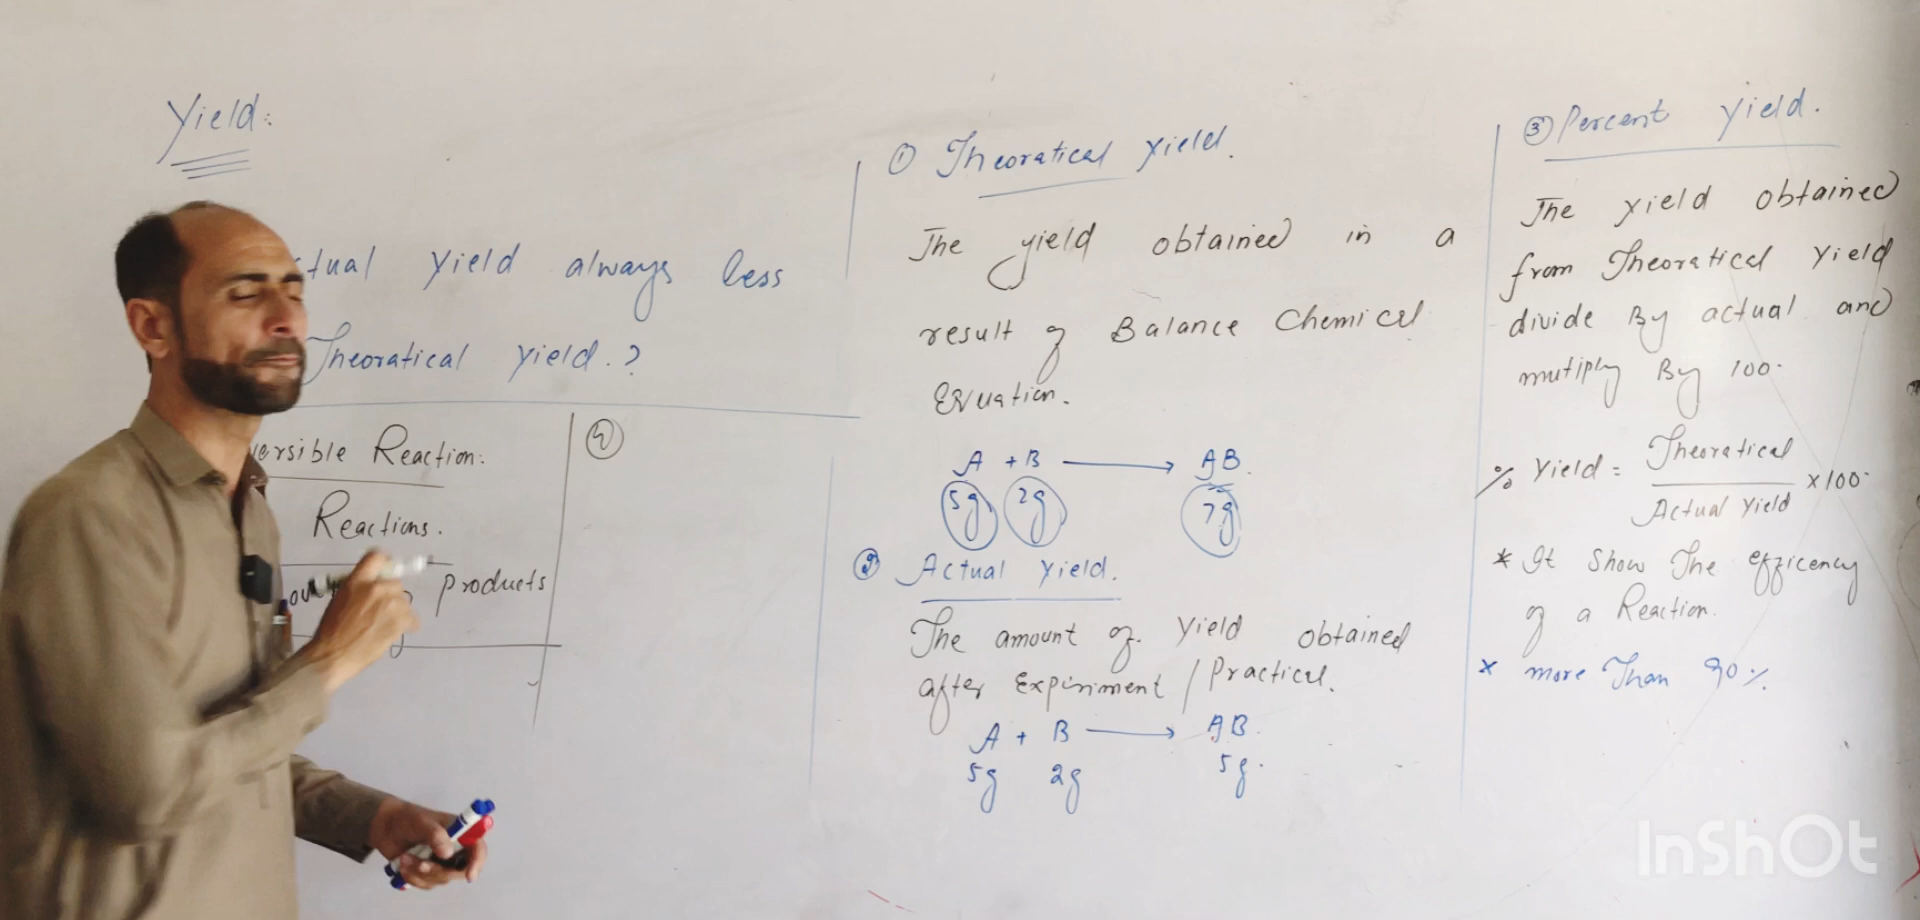 Yield:
tual Yield always less
Theoratical Yield.?
ersible Reaction.
Reactions.
Products
4
① Theoratical Yield.
The yield obtained in a
result of Balance Chemical
Equation.
A + B → AB.
5g 2g 7g
② Actual Yield.
The amount of Yield obtained
after Experiment / Practical.
A + B → AB.
5g 2g 5g.
③ Percent Yield.
The yield obtained
from Theoratical Yield
divide By actual and
mutiply By 100.
% Yield = Theoratical / Actual Yield × 100.
* It Show The efficency
of a Reaction.
* more Than 90 %.
InShOt